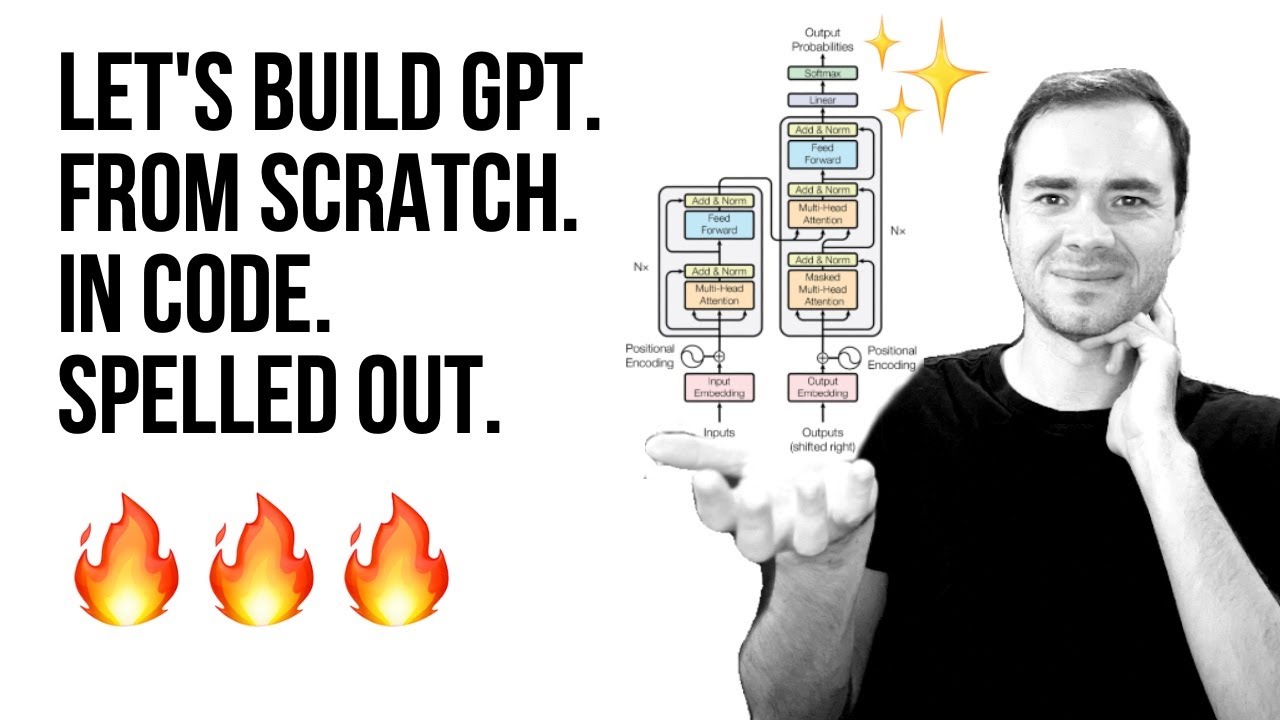 LET'S BUILD GPT.
FROM SCRATCH.
IN CODE.
SPELLED OUT.
Output
Probabilities
Softmax
Linear
Add & Norm
Feed
Forward
Add & Norm
Multi-Head
Attention
Add & Norm
Masked
Multi-Head
Attention
N×
Add & Norm
Feed
Forward
Add & Norm
Multi-Head
Attention
N×
Positional
Encoding
Input
Embedding
Inputs
Positional
Encoding
Output
Embedding
Outputs
(shifted right)